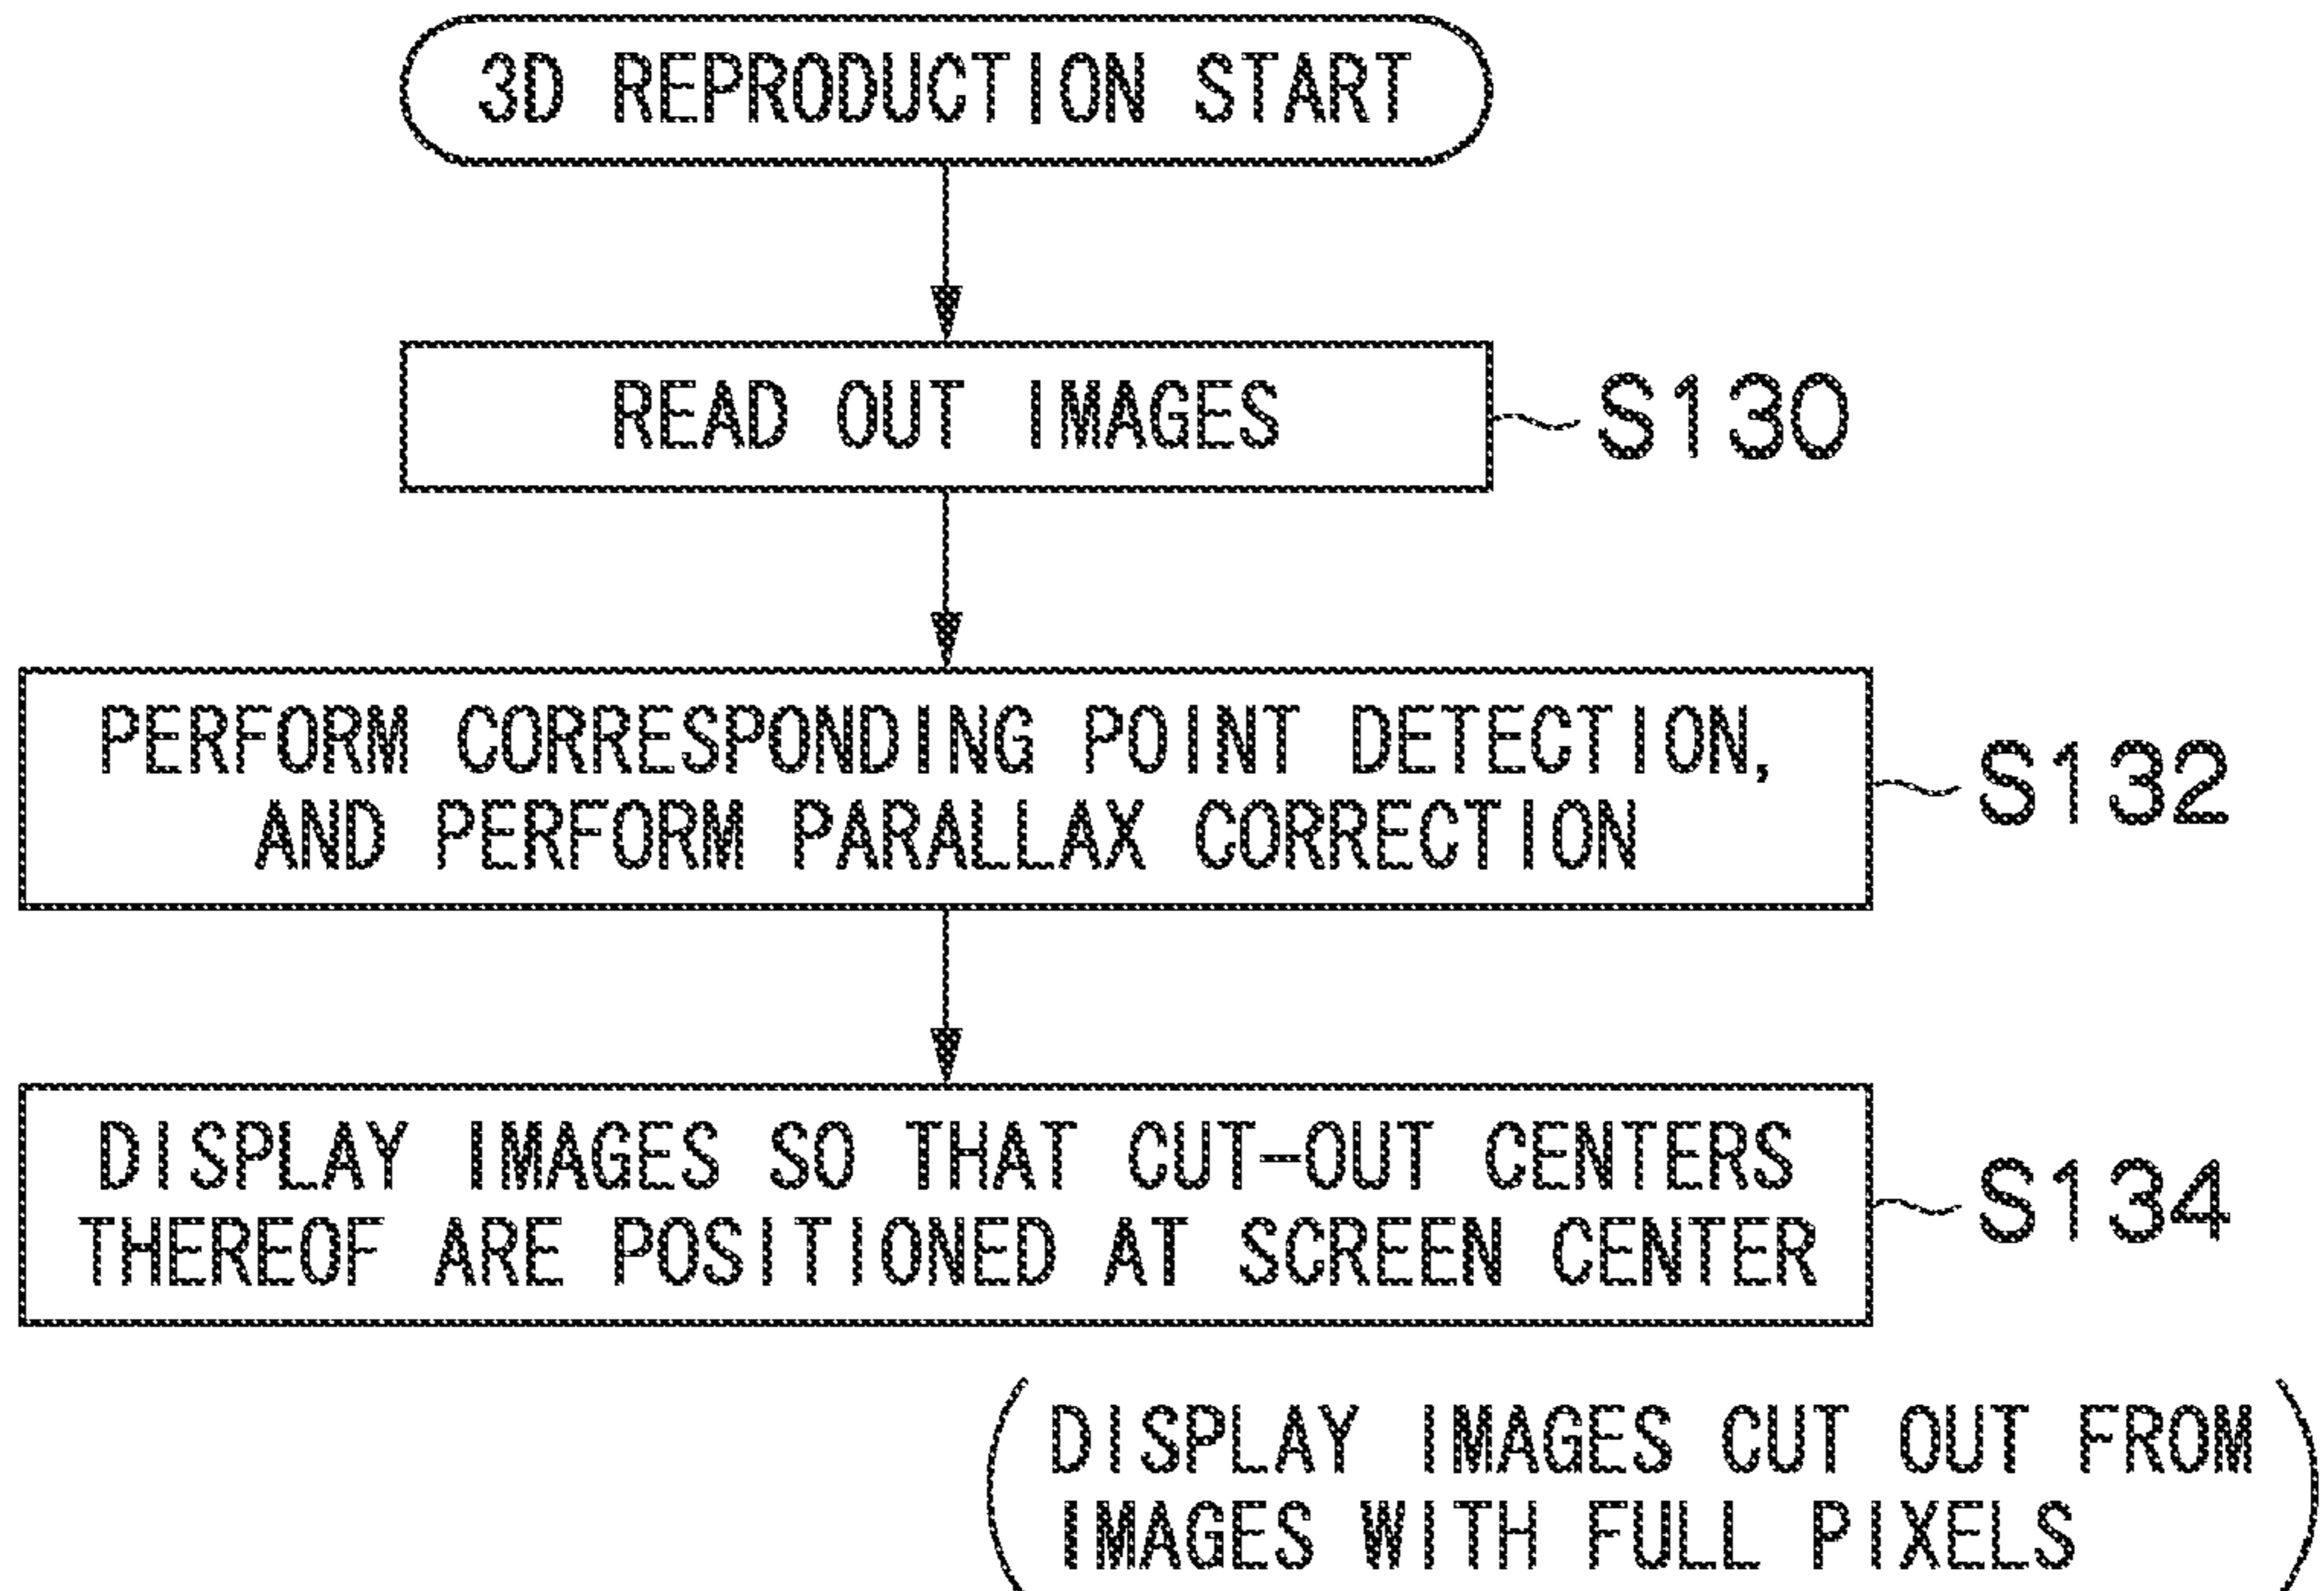 3D REPRODUCTION START
READ OUT IMAGES
S130
PERFORM CORRESPONDING POINT DETECTION,
AND PERFORM PARALLAX CORRECTION
S132
DISPLAY IMAGES SO THAT CUT-OUT CENTERS
THEREOF ARE POSITIONED AT SCREEN CENTER
S134
(DISPLAY IMAGES CUT OUT FROM
IMAGES WITH FULL PIXELS)